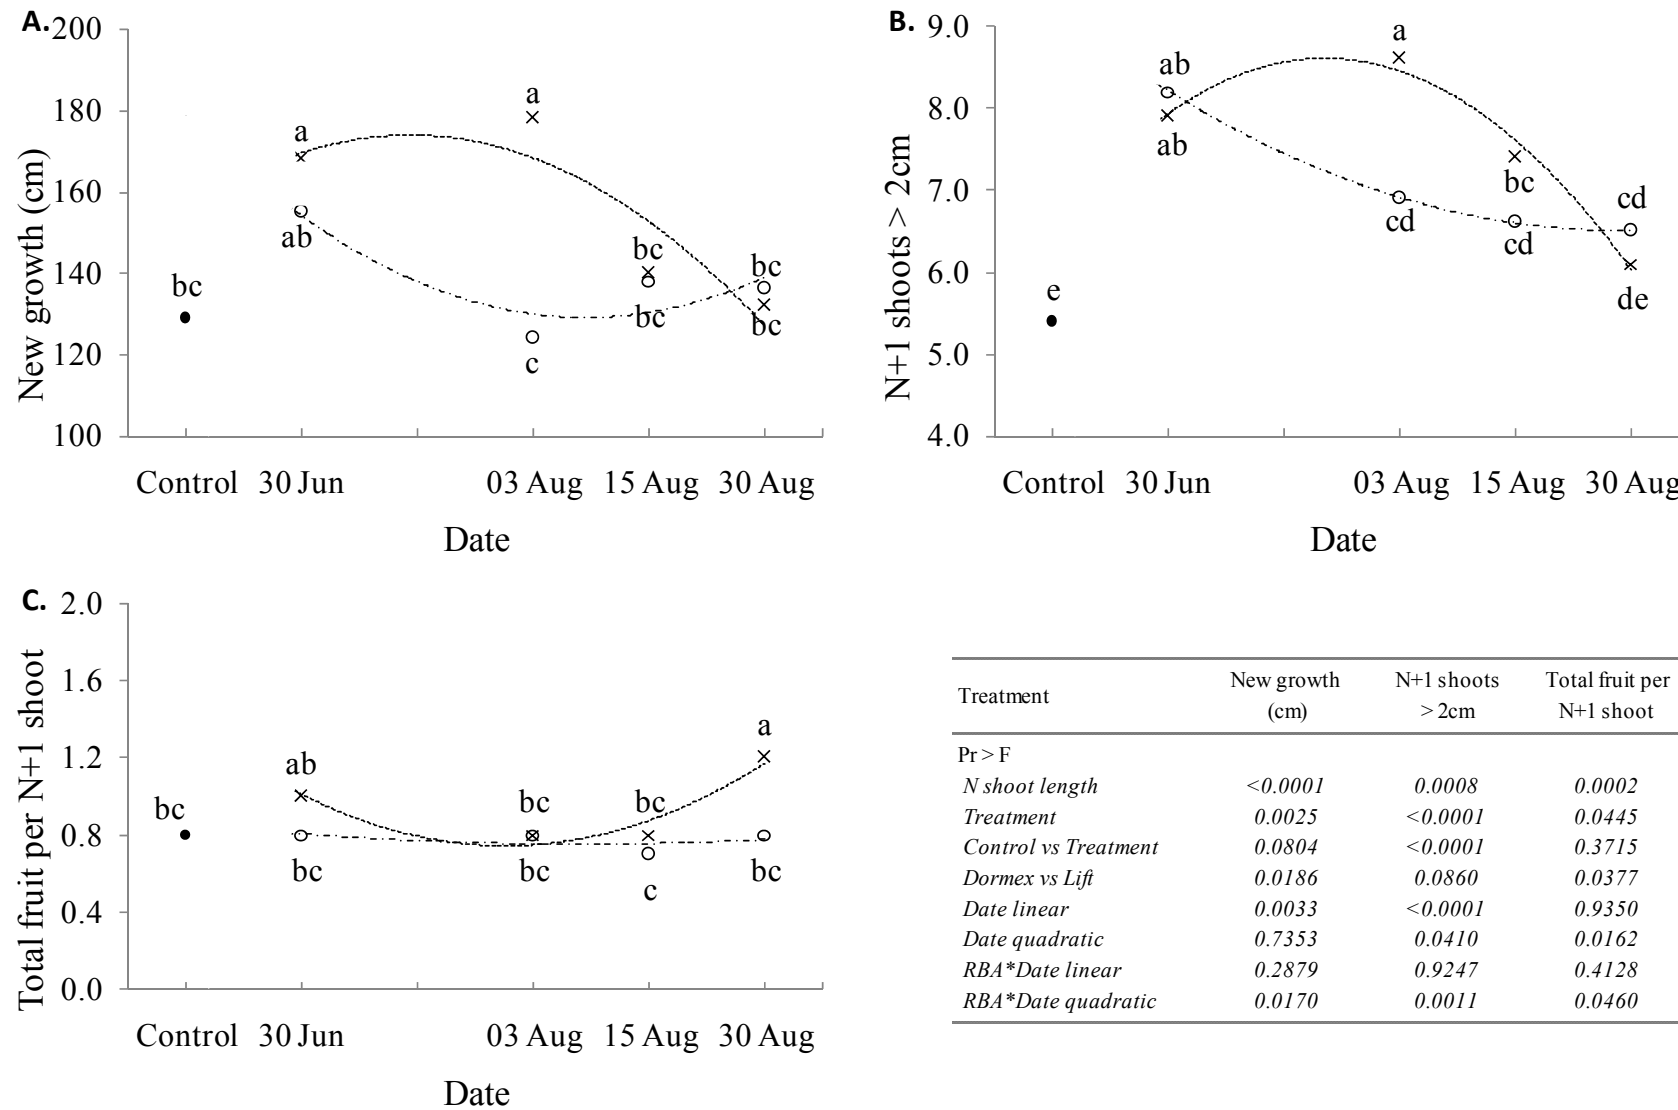 A.
200
180
160
140
120
100
New growth (cm)
a
a
ab
bc
bc
bc
c
bc
bc
Control 30 Jun 03 Aug 15 Aug 30 Aug
Date
B.
9.0
8.0
7.0
6.0
5.0
4.0
N+1 shoots > 2cm
a
ab
ab
bc
cd
cd
cd
de
e
Control 30 Jun 03 Aug 15 Aug 30 Aug
Date
C.
2.0
1.6
1.2
0.8
0.4
0.0
Total fruit per N+1 shoot
a
ab
bc
bc
bc
bc
bc
c
bc
Control 30 Jun 03 Aug 15 Aug 30 Aug
Date
Treatment New growth (cm) N+1 shoots > 2cm Total fruit per N+1 shoot
Pr > F
N shoot length <0.0001 0.0008 0.0002
Treatment 0.0025 <0.0001 0.0445
Control vs Treatment 0.0804 <0.0001 0.3715
Dormex vs Lift 0.0186 0.0860 0.0377
Date linear 0.0033 <0.0001 0.9350
Date quadratic 0.7353 0.0410 0.0162
RBA*Date linear 0.2879 0.9247 0.4128
RBA*Date quadratic 0.0170 0.0011 0.0460